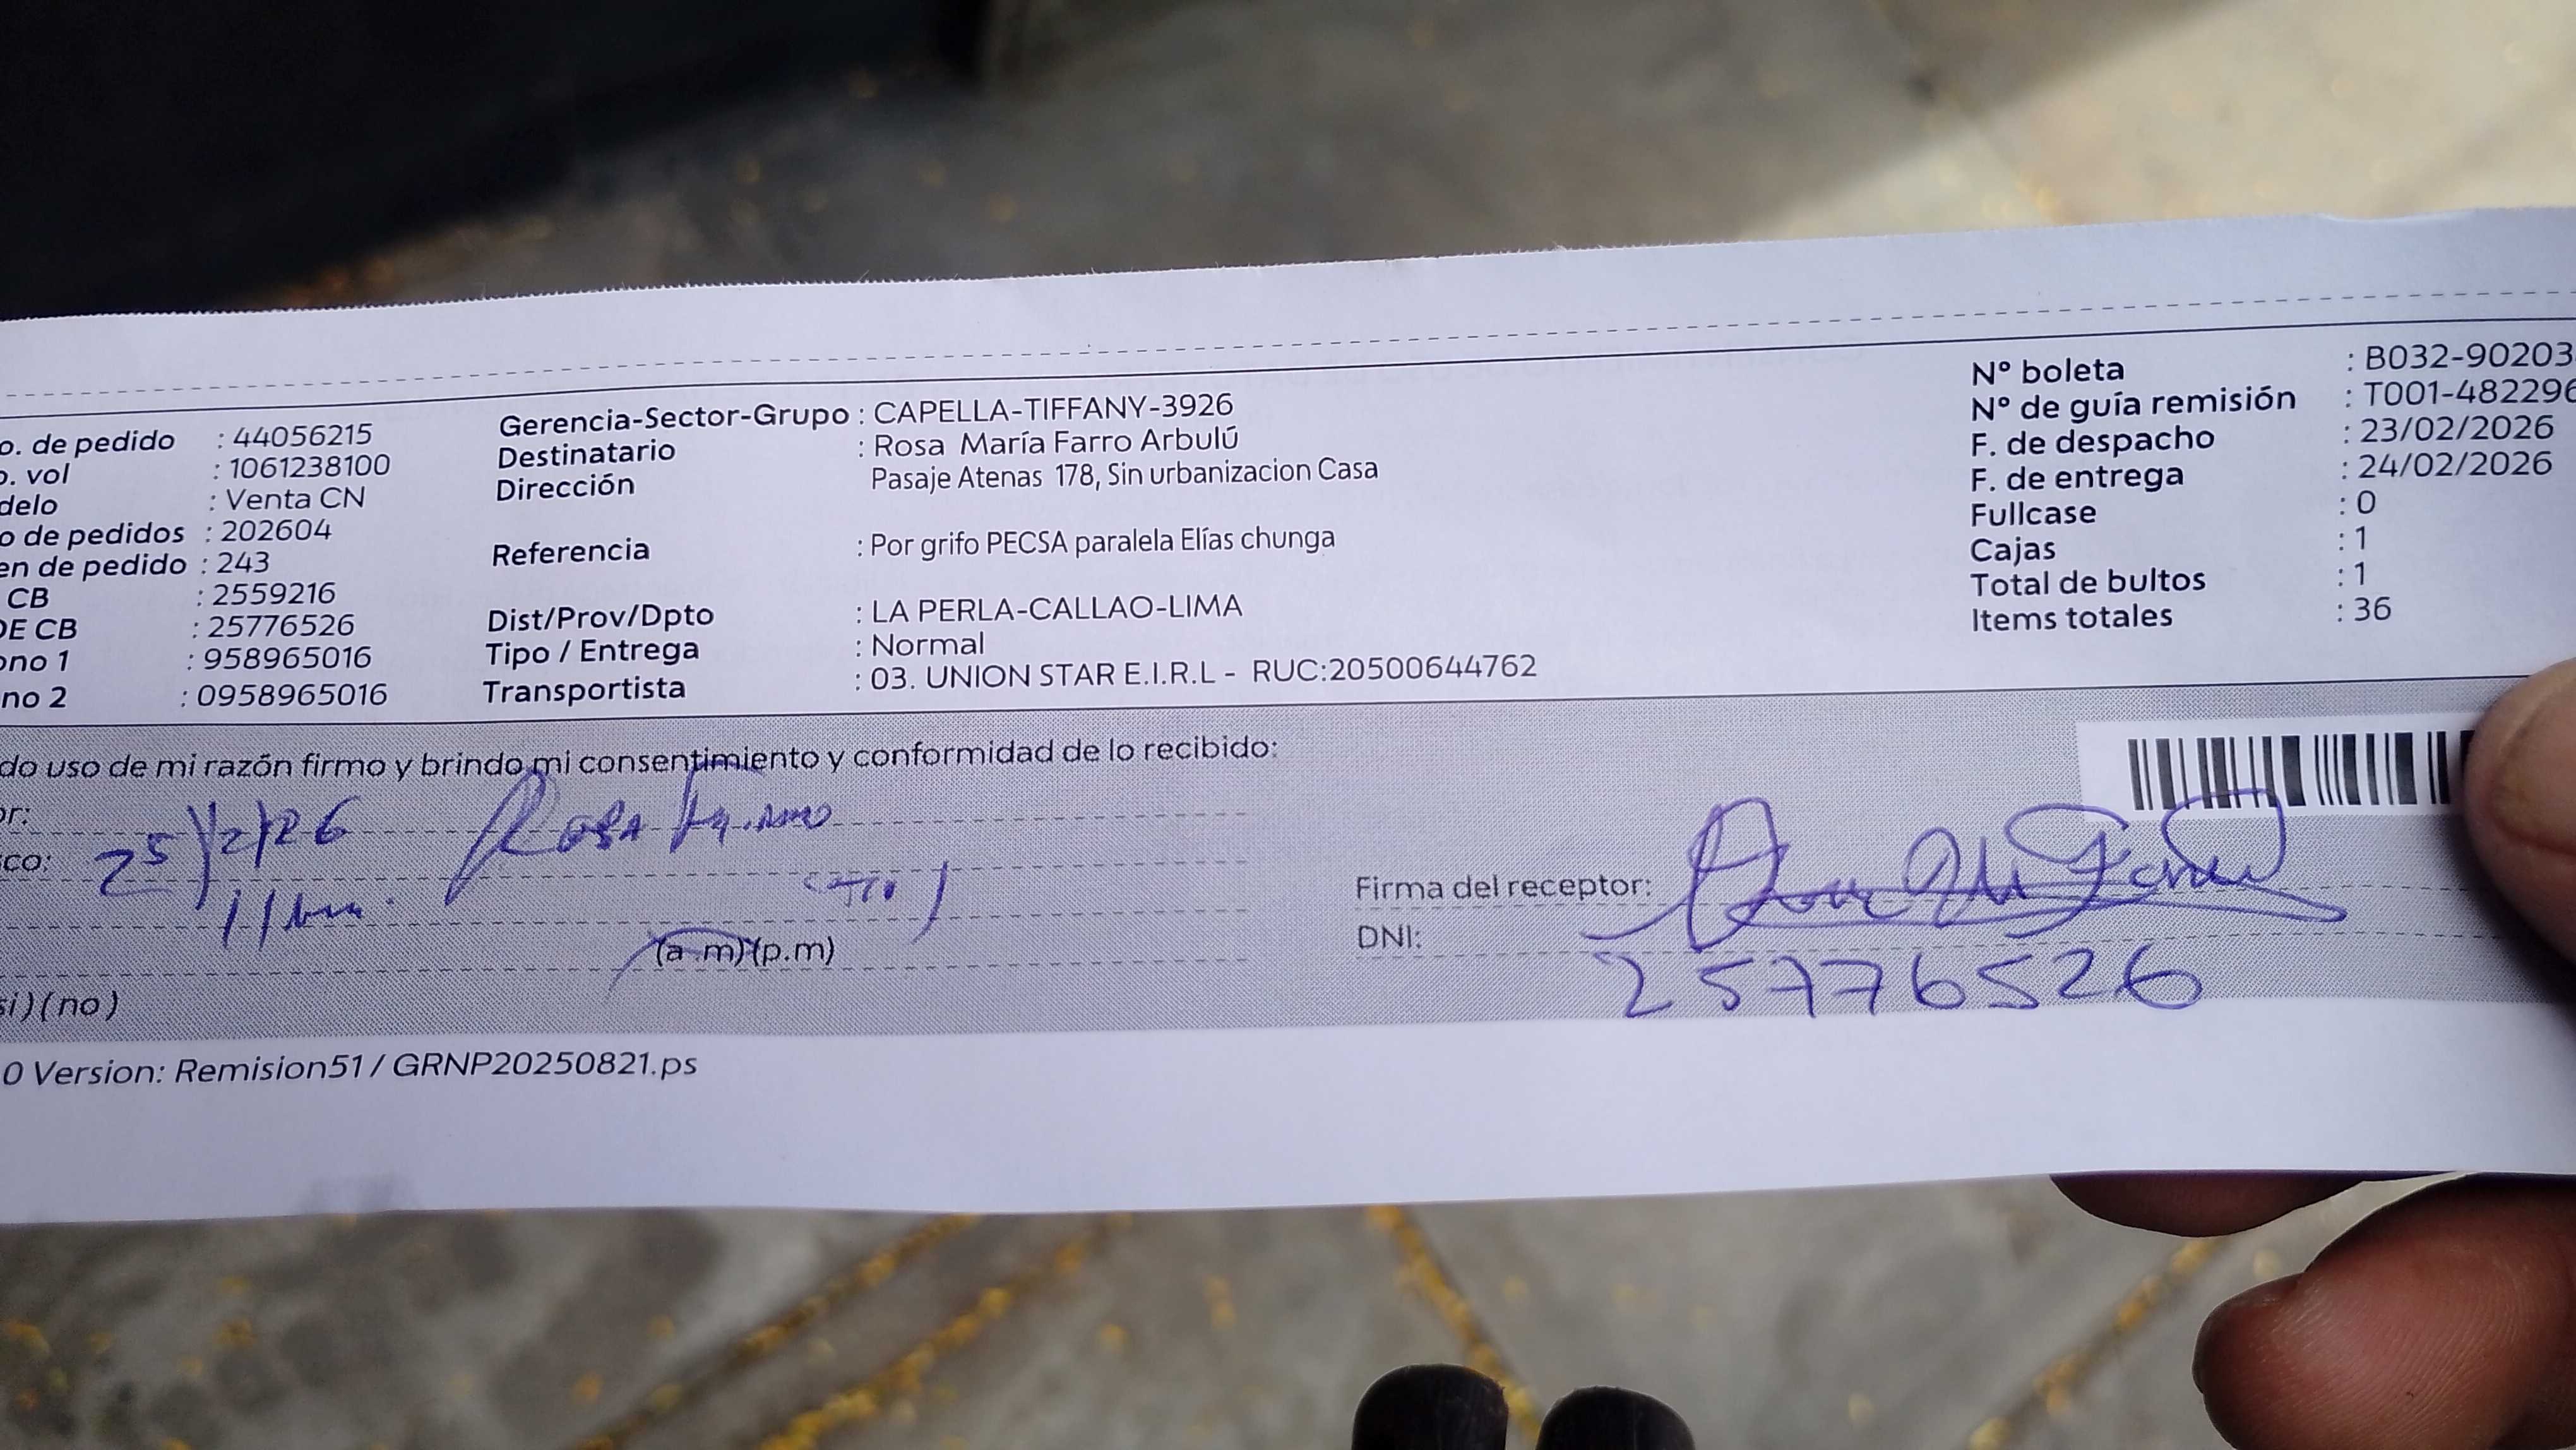 o. de pedido : 44056215
o. vol : 1061238100
delo : Venta CN
o de pedidos : 202604
en de pedido : 243
CB : 2559216
DE CB : 25776526
ono 1 : 958965016
no 2 : 0958965016
Gerencia-Sector-Grupo : CAPELLA-TIFFANY-3926
Destinatario : Rosa María Farro Arbulú
Dirección Pasaje Atenas 178, Sin urbanizacion Casa
Referencia : Por grifo PECSA paralela Elías chunga
Dist/Prov/Dpto : LA PERLA-CALLAO-LIMA
Tipo / Entrega : Normal
Transportista : 03. UNION STAR E.I.R.L - RUC:20500644762
Nº boleta : B032-90203
Nº de guía remisión : T001-482296
F. de despacho : 23/02/2026
F. de entrega : 24/02/2026
Fullcase : 0
Cajas : 1
Total de bultos : 1
Items totales : 36
do uso de mi razón firmo y brindo mi consentimiento y conformidad de lo recibido:
or:
25/2/26 Rosa
co:
(a.m)(p.m)
si)(no)
Firma del receptor:
DNI: 25776526
0 Version: Remision51 / GRNP20250821.ps